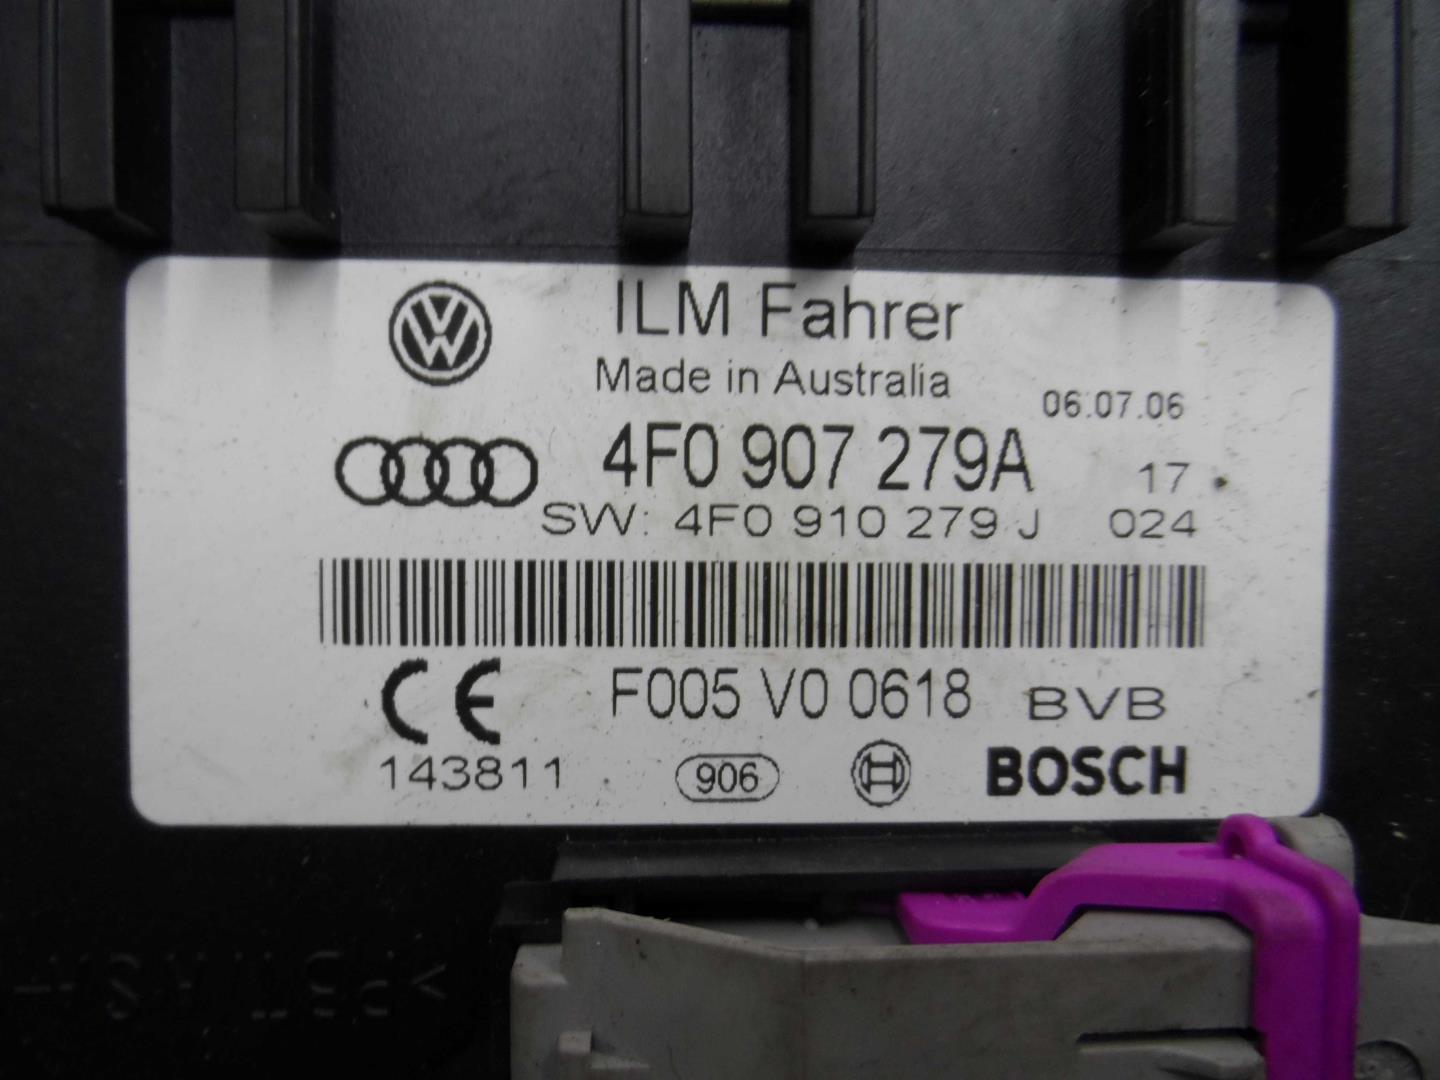 ILM Fahrer
Made in Australia
06.07.06
4F0 907 279A 17
SW: 4F0 910 279 J 024
CE F005 V0 0618 BVB
143811 906 BOSCH